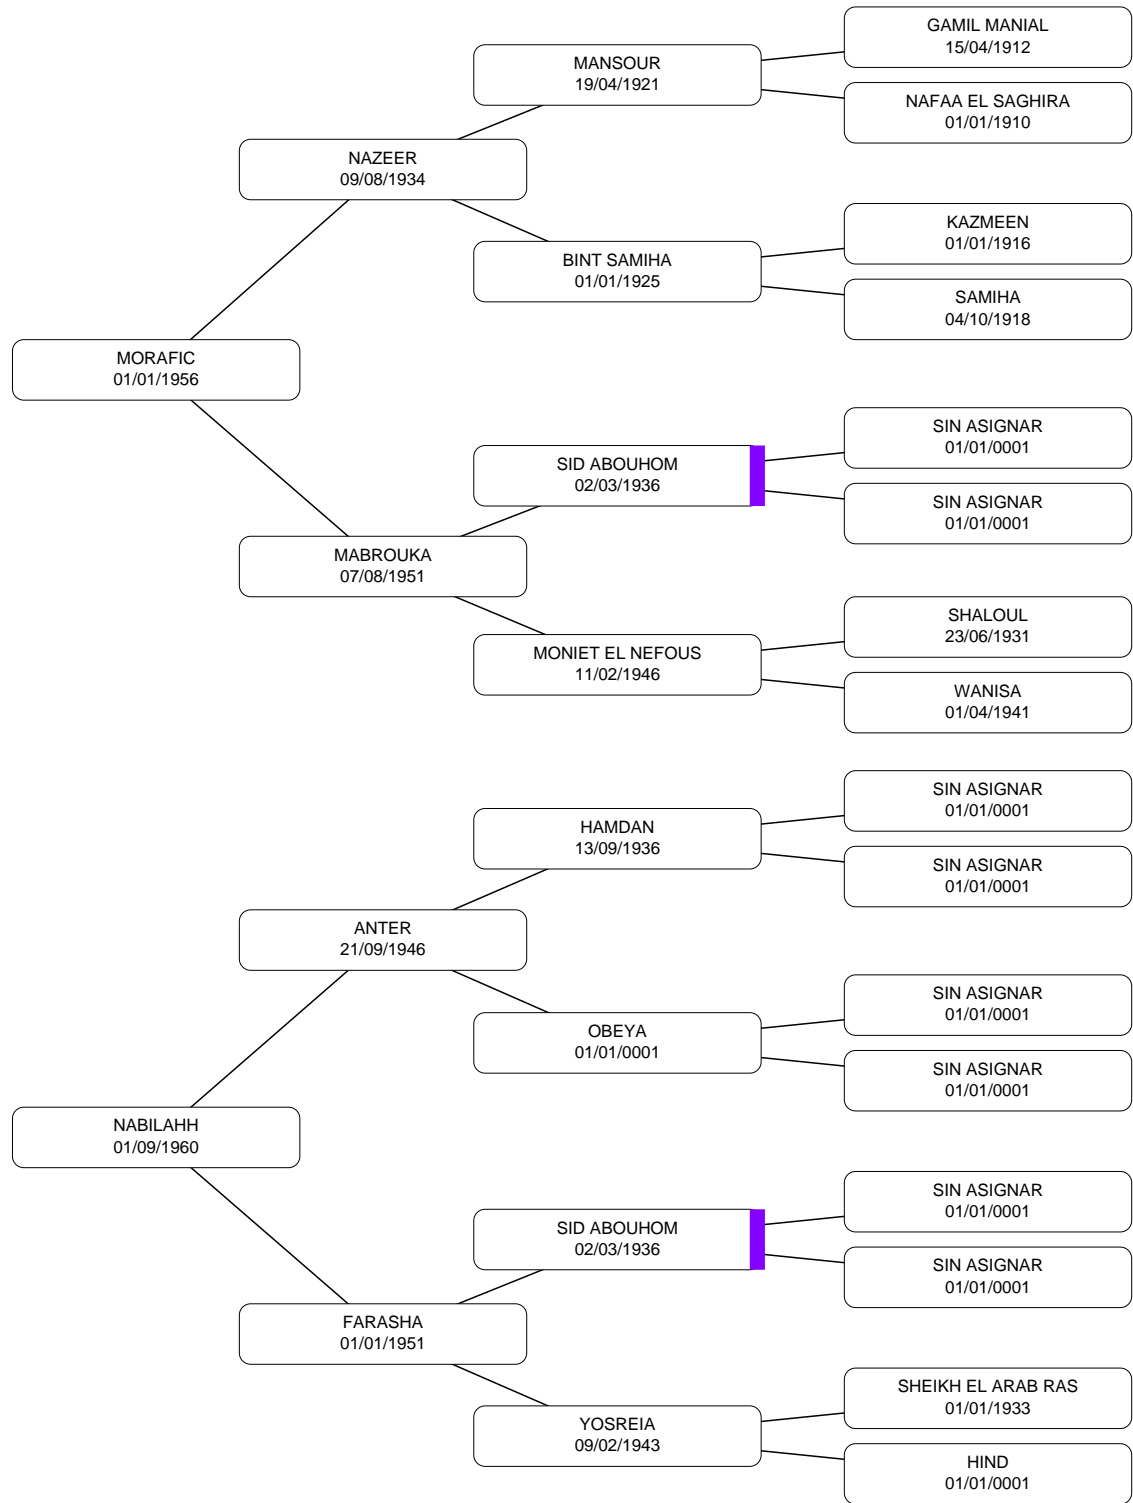 GAMIL MANIAL
15/04/1912
MANSOUR
19/04/1921
NAFAA EL SAGHIRA
01/01/1910
NAZEER
09/08/1934
KAZMEEN
01/01/1916
BINT SAMIHA
01/01/1925
SAMIHA
04/10/1918
MORAFIC
01/01/1956
SIN ASIGNAR
01/01/0001
SID ABOUHOM
02/03/1936
SIN ASIGNAR
01/01/0001
MABROUKA
07/08/1951
SHALOUL
23/06/1931
MONIET EL NEFOUS
11/02/1946
WANISA
01/04/1941
SIN ASIGNAR
01/01/0001
HAMDAN
13/09/1936
SIN ASIGNAR
01/01/0001
ANTER
21/09/1946
SIN ASIGNAR
01/01/0001
OBEYA
01/01/0001
SIN ASIGNAR
01/01/0001
NABILAHH
01/09/1960
SIN ASIGNAR
01/01/0001
SID ABOUHOM
02/03/1936
SIN ASIGNAR
01/01/0001
FARASHA
01/01/1951
SHEIKH EL ARAB RAS
01/01/1933
YOSREIA
09/02/1943
HIND
01/01/0001